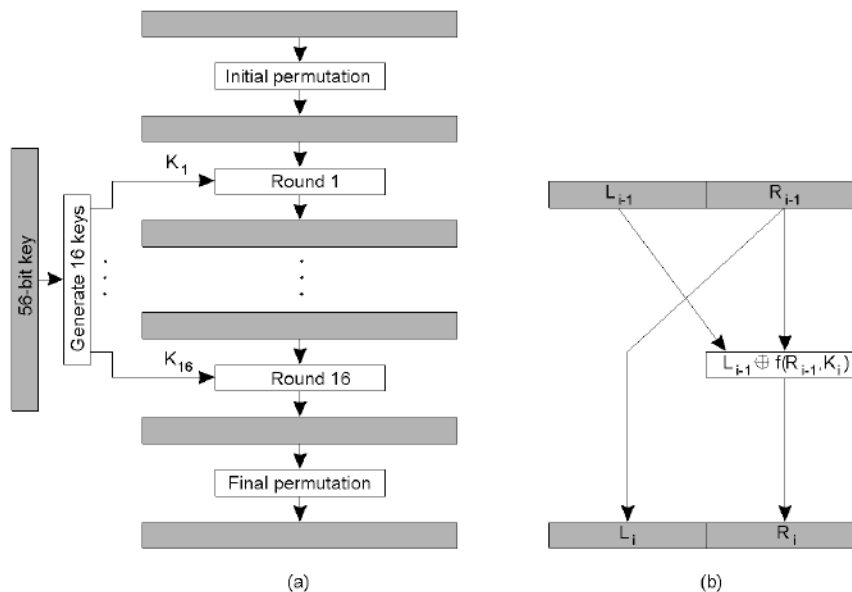 Initial permutation
K₁
Round 1
56-bit key
Generate 16 keys
K₁₆
Round 16
Final permutation
(a)
Lᵢ₋₁
Rᵢ₋₁
Lᵢ₋₁ ⊕ f(Rᵢ₋₁, Kᵢ)
Lᵢ
Rᵢ
(b)